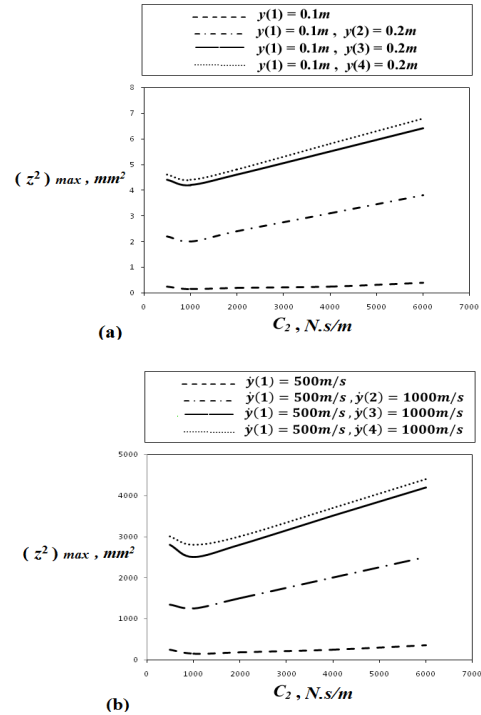 y(1) = 0.1m
y(1) = 0.1m , y(2) = 0.2m
y(1) = 0.1m , y(3) = 0.2m
y(1) = 0.1m , y(4) = 0.2m
8
7
6
5
4
3
2
1
0
( z² ) max , mm²
0 1000 2000 3000 4000 5000 6000 7000
C₂ , N.s/m
(a)
ẏ(1) = 500m/s
ẏ(1) = 500m/s , ẏ(2) = 1000m/s
ẏ(1) = 500m/s , ẏ(3) = 1000m/s
ẏ(1) = 500m/s , ẏ(4) = 1000m/s
5000
4000
3000
2000
1000
0
( z² ) max , mm²
0 1000 2000 3000 4000 5000 6000 7000
C₂ , N.s/m
(b)